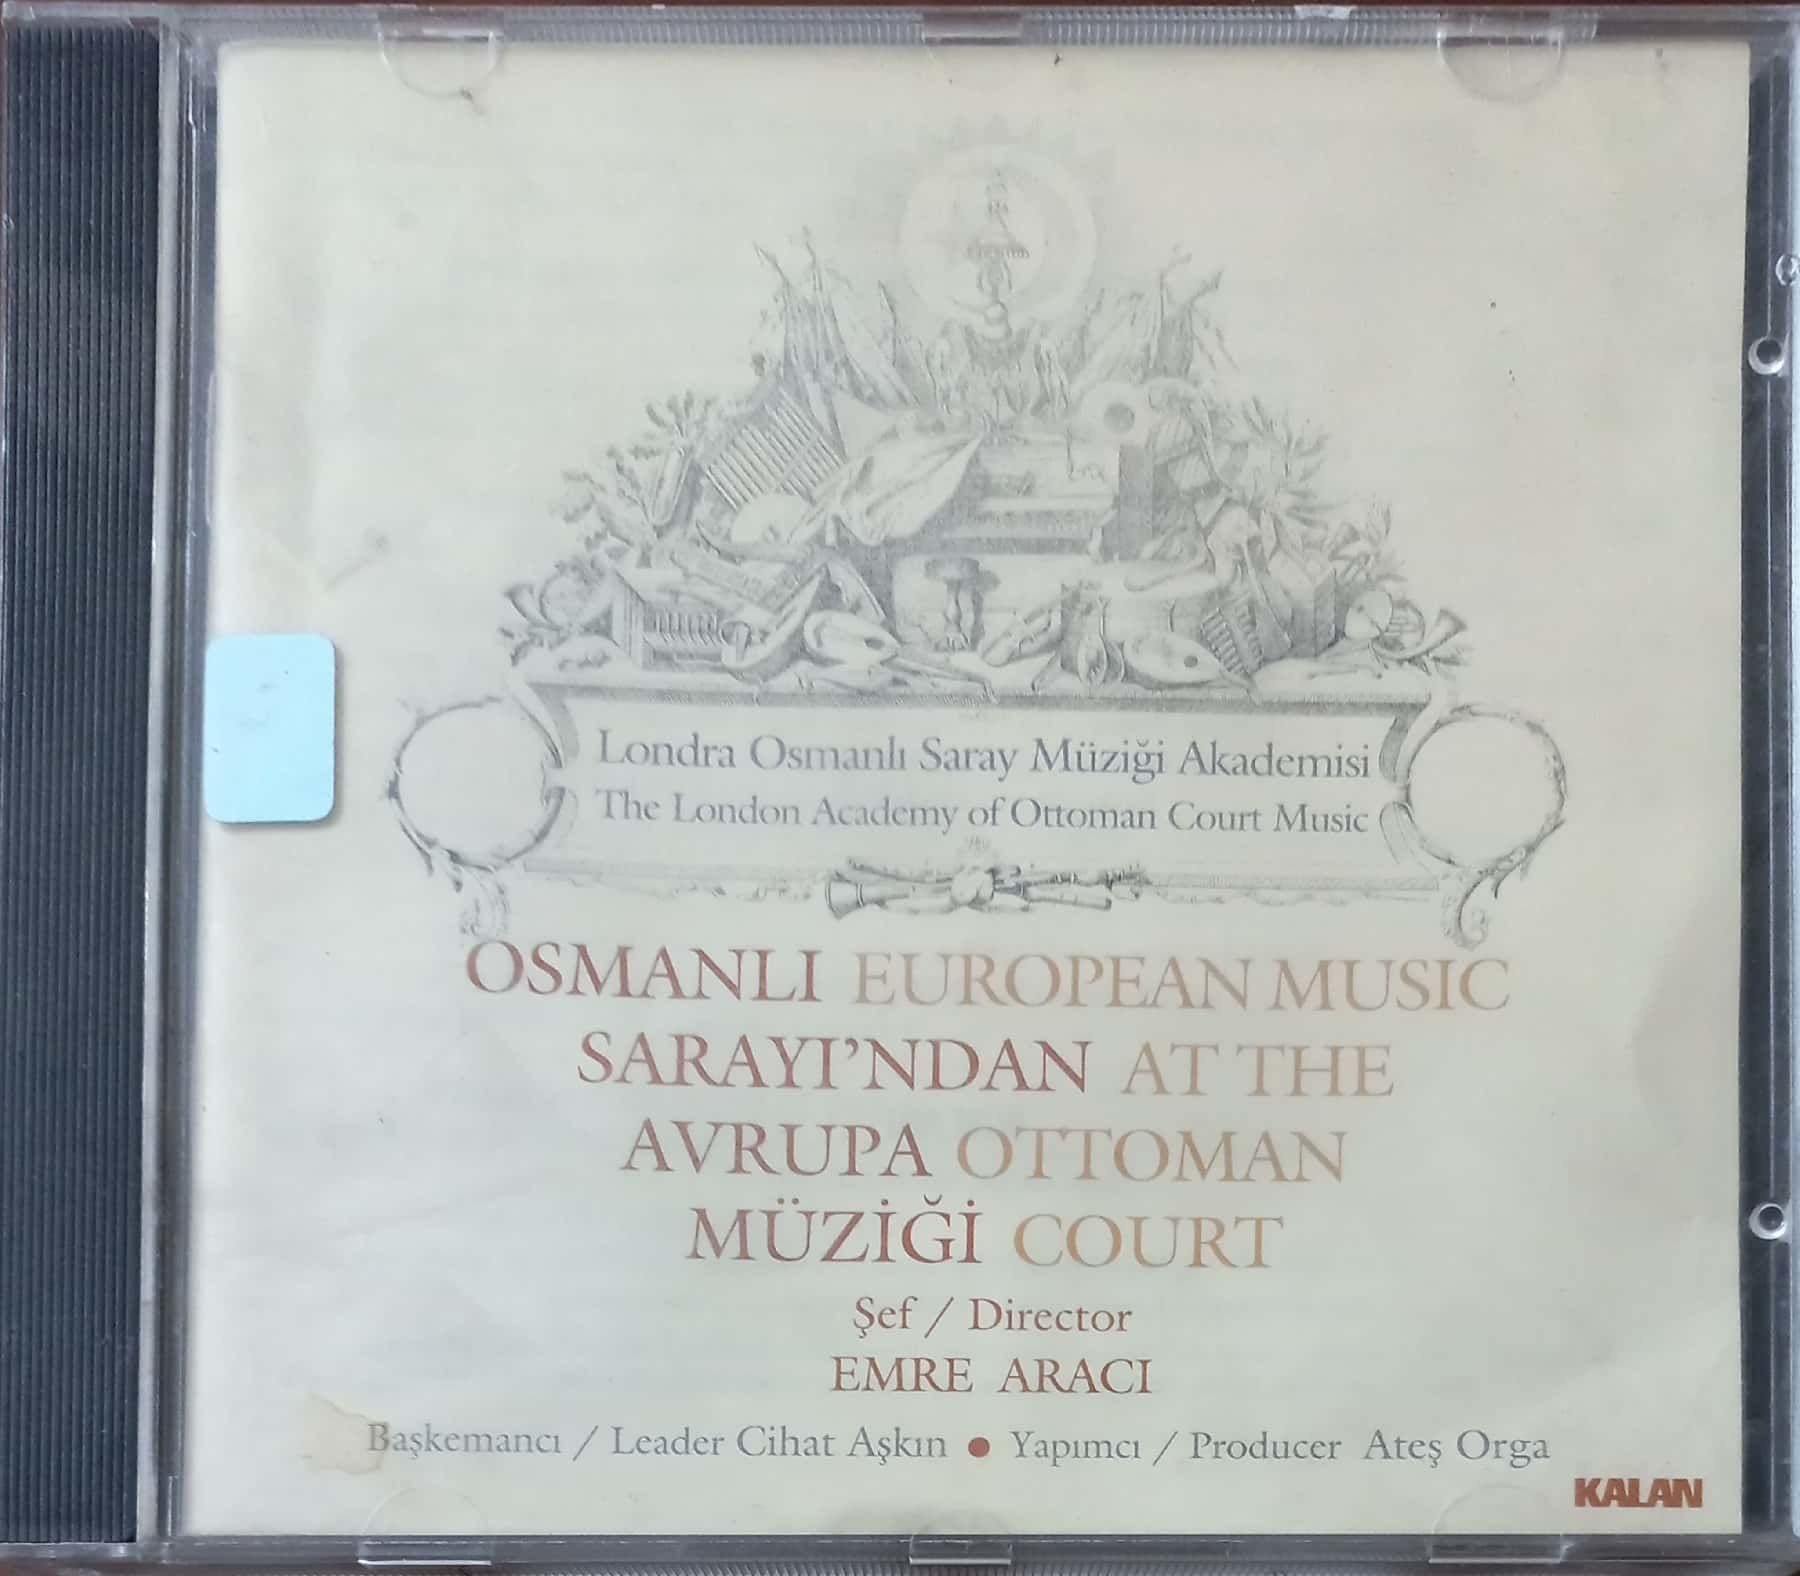 Londra Osmanlı Saray Müziği Akademisi
The London Academy of Ottoman Court Music
OSMANLI EUROPEAN MUSIC
SARAYI'NDAN AT THE
AVRUPA OTTOMAN
MÜZİĞİ COURT
Şef / Director
EMRE ARACI
Başkemancı / Leader Cihat Aşkın ● Yapımcı / Producer Ateş Orga
KALAN